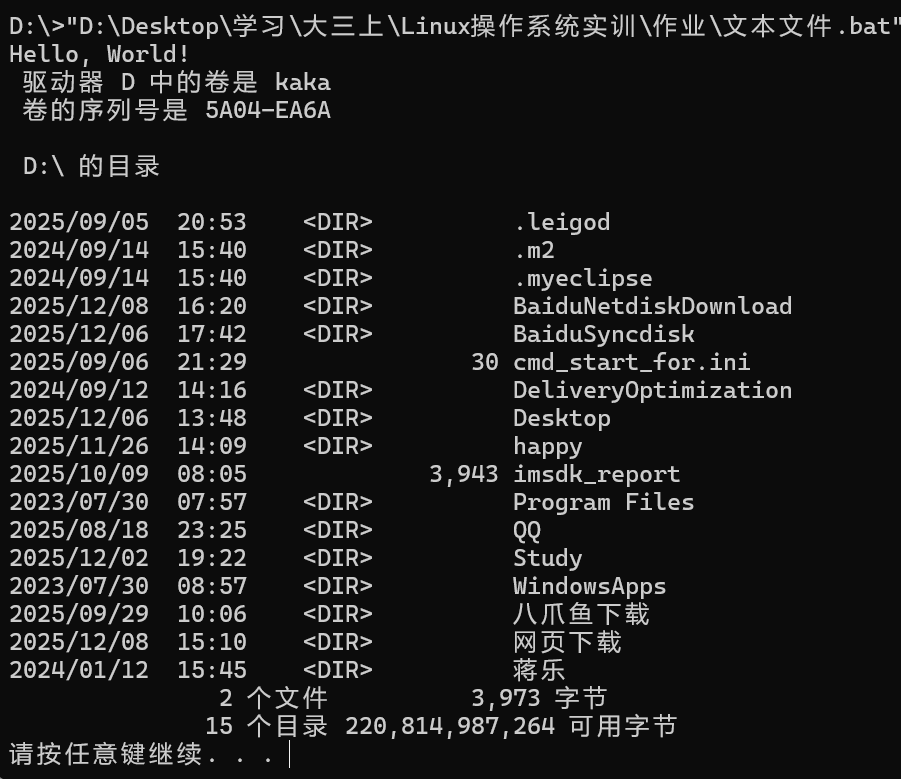 D:\>"D:\Desktop\学习\大三上\Linux操作系统实训\作业\文本文件.bat"
Hello, World!
 驱动器 D 中的卷是 kaka
 卷的序列号是 5A04-EA6A

 D:\ 的目录

2025/09/05  20:53    <DIR>          .leigod
2024/09/14  15:40    <DIR>          .m2
2024/09/14  15:40    <DIR>          .myeclipse
2025/12/08  16:20    <DIR>          BaiduNetdiskDownload
2025/12/06  17:42    <DIR>          BaiduSyncdisk
2025/09/06  21:29                30 cmd_start_for.ini
2024/09/12  14:16    <DIR>          DeliveryOptimization
2025/12/06  13:48    <DIR>          Desktop
2025/11/26  14:09    <DIR>          happy
2025/10/09  08:05             3,943 imsdk_report
2023/07/30  07:57    <DIR>          Program Files
2025/08/18  23:25    <DIR>          QQ
2025/12/02  19:22    <DIR>          Study
2023/07/30  08:57    <DIR>          WindowsApps
2025/09/29  10:06    <DIR>          八爪鱼下载
2025/12/08  15:10    <DIR>          网页下载
2024/01/12  15:45    <DIR>          蒋乐
               2 个文件          3,973 字节
              15 个目录 220,814,987,264 可用字节
请按任意键继续. . .